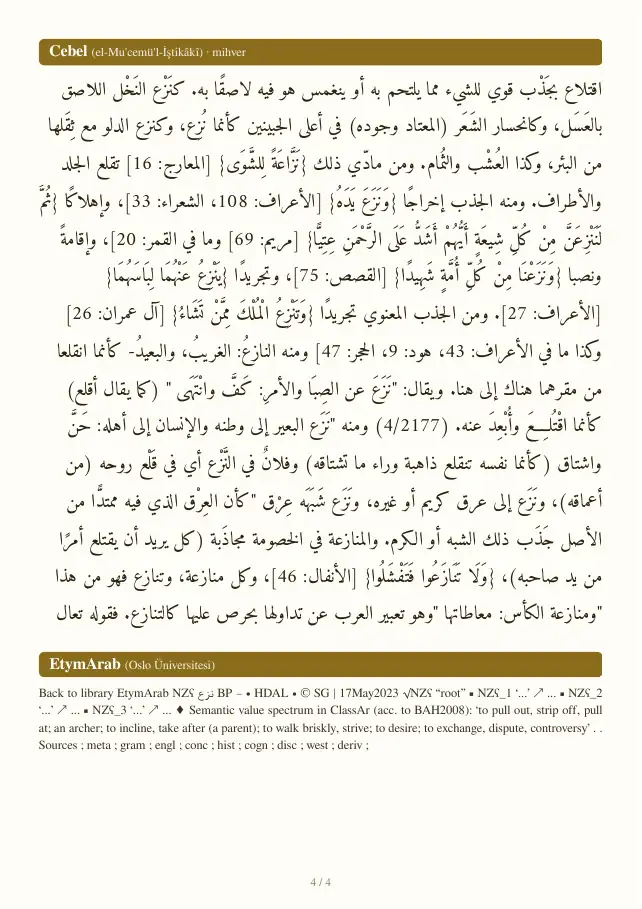 Cebel (el-Mu'cemü'l-İştikâkî) · mihver
اقتلاع بجَذْب قوي للشيء مما يلتحم به أو ينغمس هو فيه لاصقًا به. كنَزْع النَحْل اللاصق
بالعَسَل، وكانحسار الشَعَر (المعتاد وجوده) في أعلى الجبينين كأنما نُزِع، وكنزع الدلو مع ثِقَلها
من البئر، وكذا العُشْب والثُمام. ومن مادّي ذلك {نَزَّاعَةً لِلشَّوَى} [المعارج: 16] تقلع الجلد
والأطراف. ومنه الجذب إخراجًا {وَنَزَعَ يَدَهُ} [الأعراف: 108، الشعراء: 33]، وإهلاكًا {ثُمَّ
لَنَنْزِعَنَّ مِنْ كُلِّ شِيعَةٍ أَيُّهُمْ أَشَدُّ عَلَى الرَّحْمَنِ عِتِيًّا} [مريم: 69] وما في القمر: 20]، وإقامةً
ونصبا {وَنَزَعْنَا مِنْ كُلِّ أُمَّةٍ شَهِيدًا} [القصص: 75]، وتجريدًا {يَنْزِعُ عَنْهُمَا لِبَاسَهُمَا}
[الأعراف: 27]. ومن الجذب المعنوي تجريدًا {وَتَنْزِعُ الْمُلْكَ مِمَّنْ تَشَاءُ} [آل عمران: 26]
وكذا ما في الأعراف: 43، هود: 9، الحجر: 47] ومنه النازعُ: الغريبُ، والبعيدُ- كأنما انقلعا
من مقرهما هناك إلى هنا. ويقال: "نَزَعَ عن الصِبَا والأمرِ: كَفَّ وانْتَهَى " (كما يقال أقلع)
كأنما اقْتُلِـــعَ وأُبْعِدَ عنه. (4/2177) ومنه "نَزَع البعير إلى وطنه والإنسان إلى أهله: حَنَّ
واشتاق (كأنما نفسه تنقلع ذاهبة وراء ما تشتاقه) وفلانٌ في النَّزْع أي في قَلْع روحه (من
أعماقه)، ونَزَع إلى عرق كريم أو غيره، ونَزَع شَبَهَه عِرْق "كأن العِرْق الذي فيه ممتدًّا من
الأصل جَذَب ذلك الشبه أو الكرم. والمنازعة في الخصومة مجاذَبة (كل يريد أن يقتلع أمرًا
من يد صاحبه)، {وَلَا تَنَازَعُوا فَتَفْشَلُوا} [الأنفال: 46]، وكل منازعة، وتنازع فهو من هذا
"ومنازعة الكأس: معاطاتها "وهو تعبير العرب عن تداولها بحرص عليها كالتنازع. فقوله تعال
EtymArab (Oslo Üniversitesi)
Back to library EtymArab NZʕ نزع BP – • HDAL • © SG | 17May2023 √NZʕ “root” ▪ NZʕ_1 ‘...’ ↗ ... ▪ NZʕ_2
‘...’ ↗ ... ▪ NZʕ_3 ‘...’ ↗ ... ♦ Semantic value spectrum in ClassAr (acc. to BAH2008): ‘to pull out, strip off, pull
at; an archer; to incline, take after (a parent); to walk briskly, strive; to desire; to exchange, dispute, controversy’ . .
Sources ; meta ; gram ; engl ; conc ; hist ; cogn ; disc ; west ; deriv ;
4 / 4